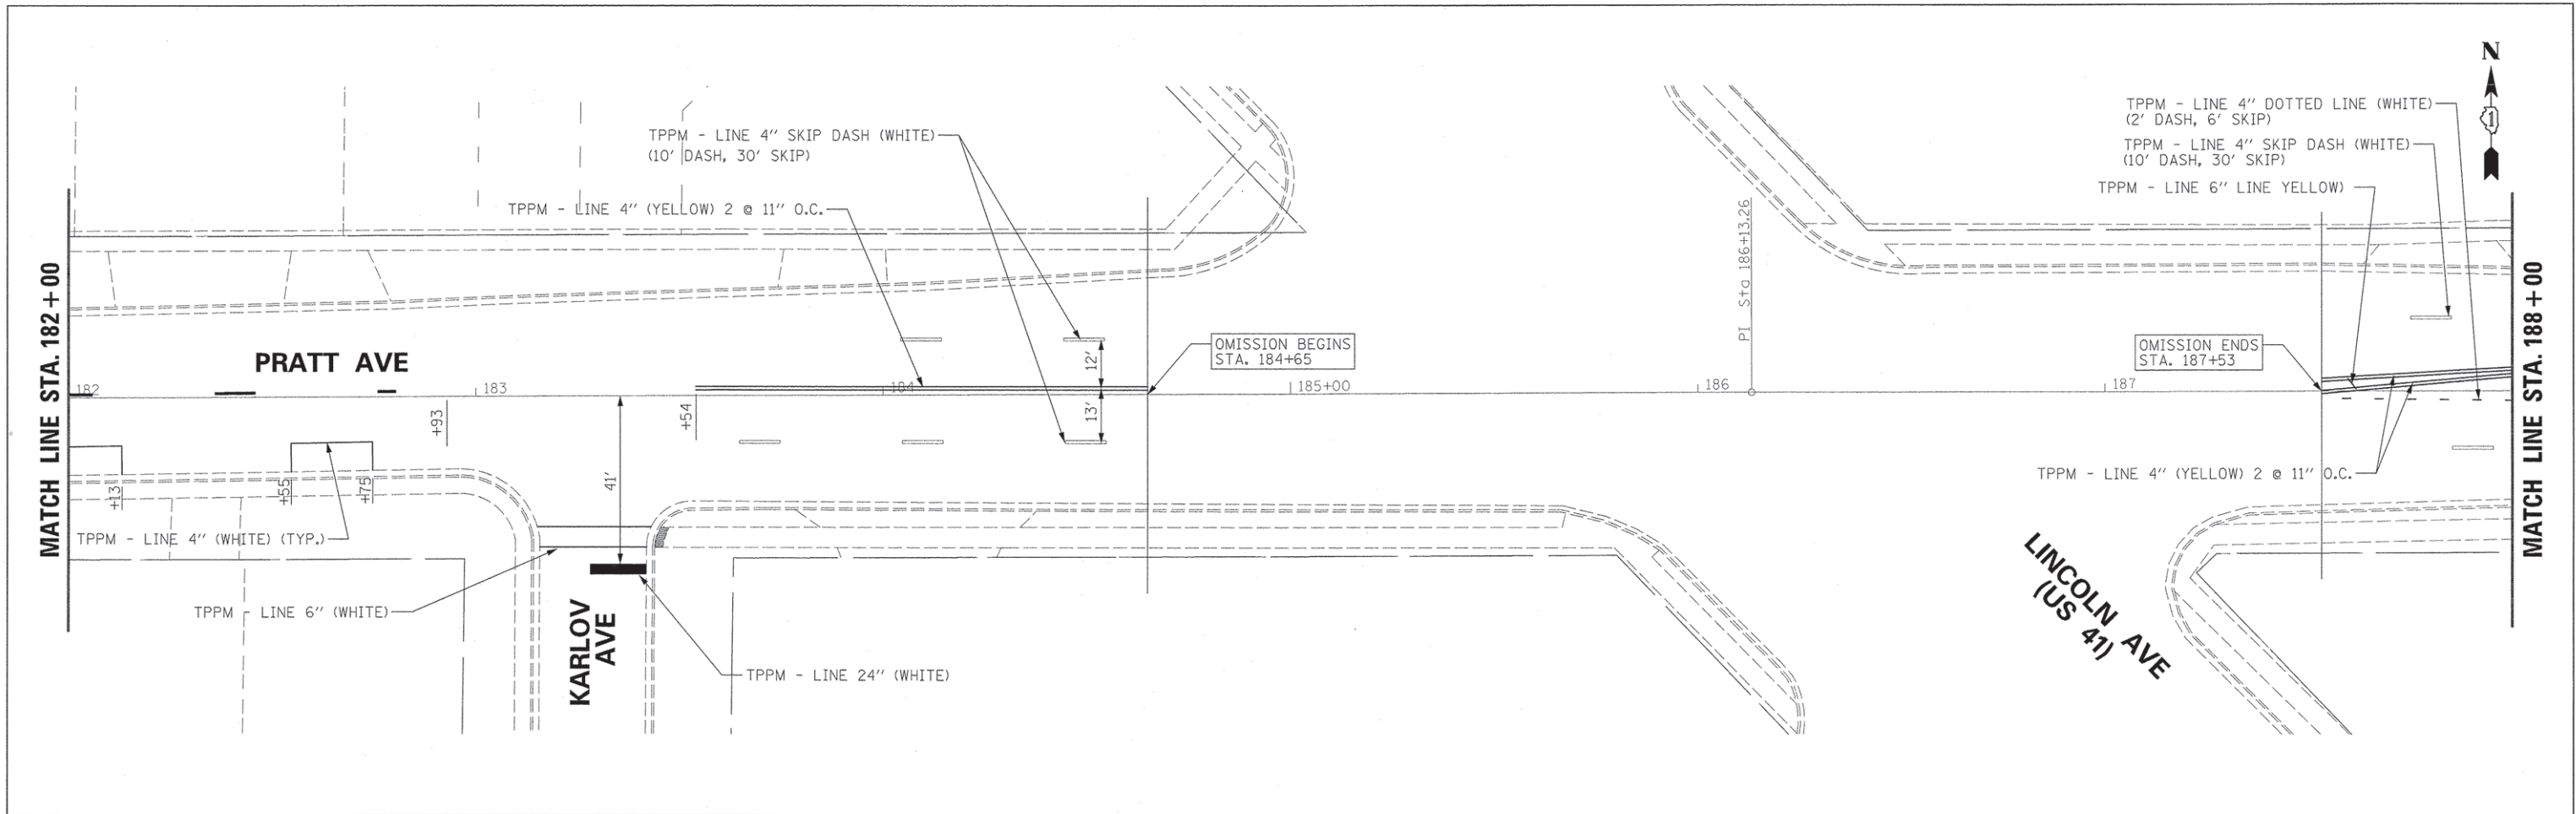 N
1
TPPM - LINE 4" DOTTED LINE (WHITE)
(2' DASH, 6' SKIP)
TPPM - LINE 4" SKIP DASH (WHITE)
(10' DASH, 30' SKIP)
TPPM - LINE 4" SKIP DASH (WHITE)
(10' DASH, 30' SKIP)
TPPM - LINE 6" LINE YELLOW)
TPPM - LINE 4" (YELLOW) 2 @ 11" O.C.
PI Sta 186+13.26
MATCH LINE STA. 182+00
MATCH LINE STA. 188+00
PRATT AVE
12'
OMISSION BEGINS
STA. 184+65
OMISSION ENDS
STA. 187+53
182
183
184
185+00
186
187
+93
+54
13'
41'
+13
+55
+75
TPPM - LINE 4" (YELLOW) 2 @ 11" O.C.
TPPM - LINE 4" (WHITE) (TYP.)
TPPM - LINE 6" (WHITE)
KARLOV
AVE
TPPM - LINE 24" (WHITE)
LINCOLN AVE
(US 41)